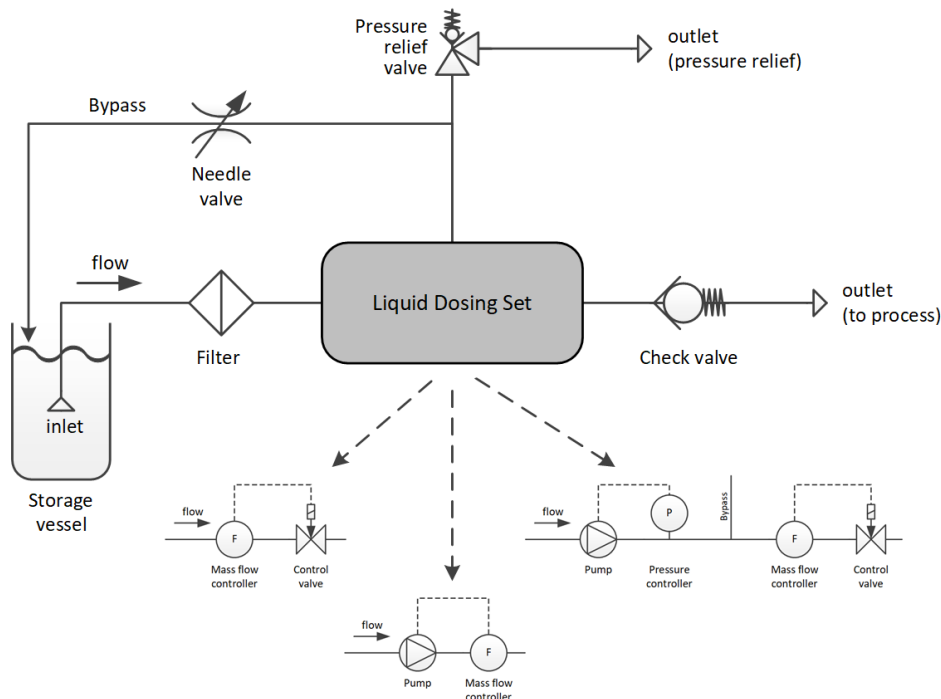 Pressure
relief
valve
outlet
(pressure relief)
Bypass
Needle
valve
flow
Liquid Dosing Set
outlet
(to process)
Filter
Check valve
inlet
Storage
vessel
flow
F
Mass flow
controller
Control
valve
flow
P
Bypass
F
Pump
Pressure
controller
Mass flow
controller
Control
valve
flow
F
Pump
Mass flow
controller